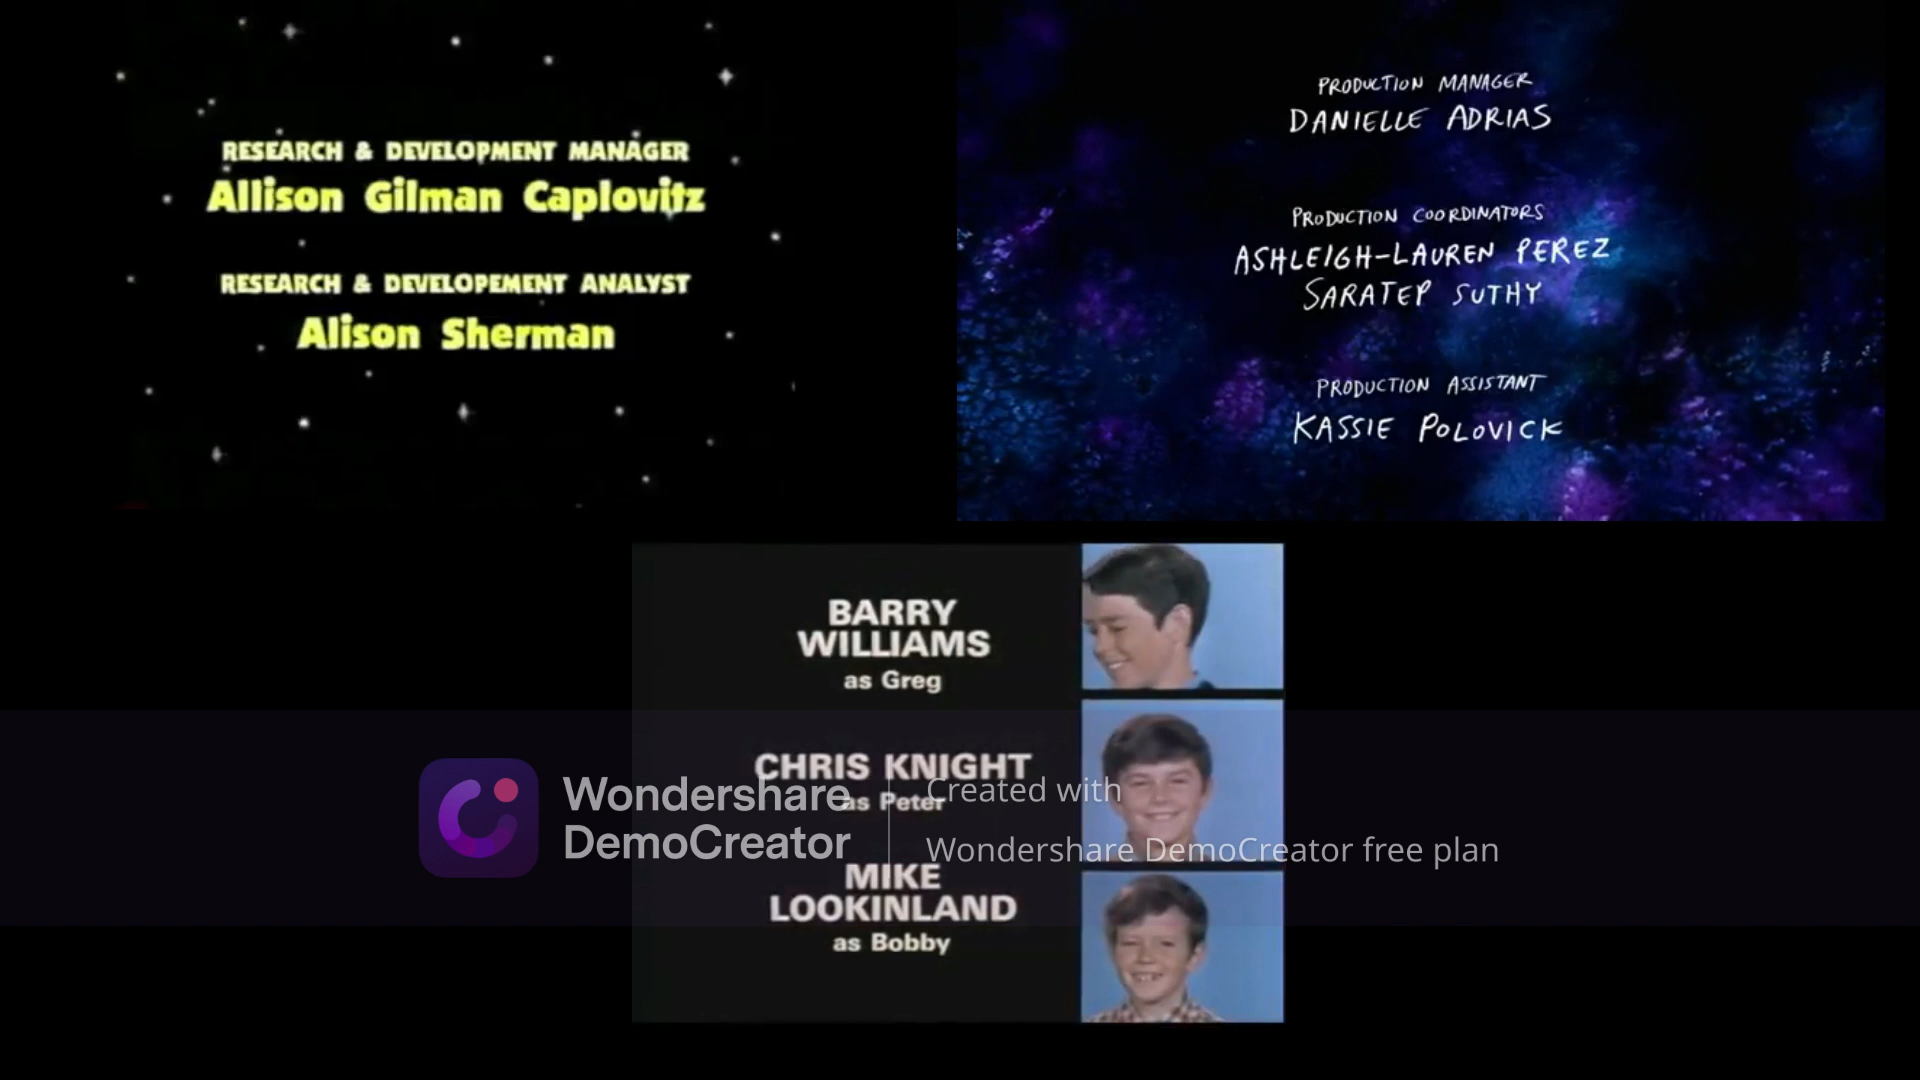 RESEARCH & DEVELOPMENT MANAGER
Allison Gilman Caplovitz
RESEARCH & DEVELOPEMENT ANALYST
Alison Sherman
PRODUCTION MANAGER
DANIELLE ADRIAS
PRODUCTION COORDINATORS
ASHLEIGH-LAUREN PEREZ
SARATEP SUTHY
PRODUCTION ASSISTANT
KASSIE POLOVICK
BARRY
WILLIAMS
as Greg
CHRIS KNIGHT
as Peter
MIKE
LOOKINLAND
as Bobby
Wondershare
DemoCreator
Created with
Wondershare DemoCreator free plan